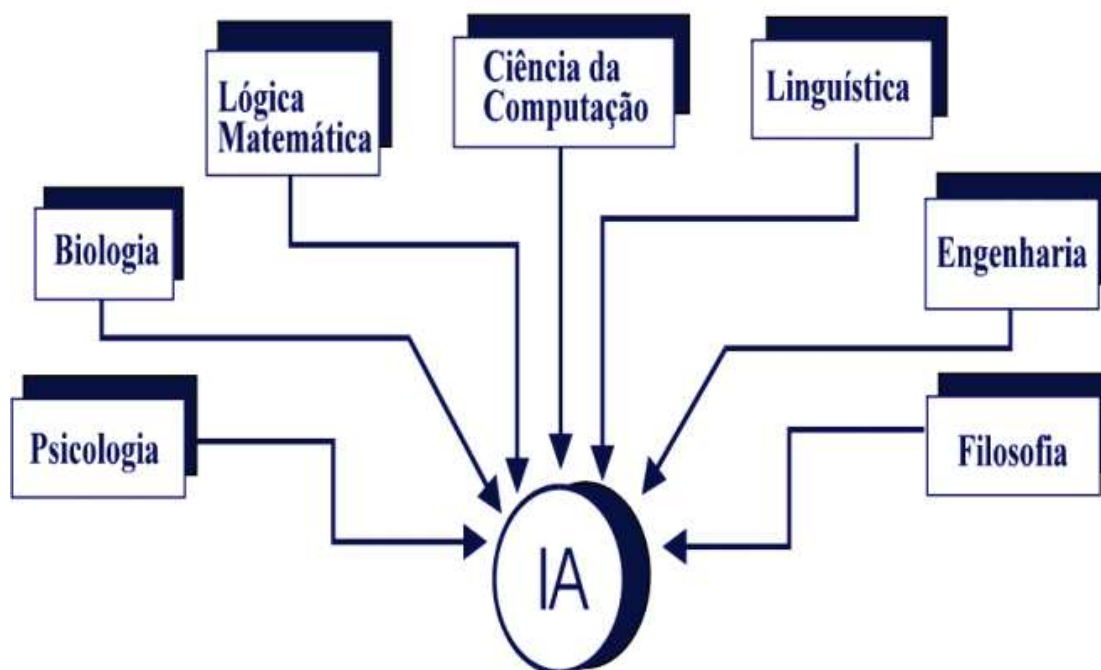 Lógica
Matemática
Ciência da
Computação
Linguística
Biologia
Engenharia
Psicologia
Filosofia
IA